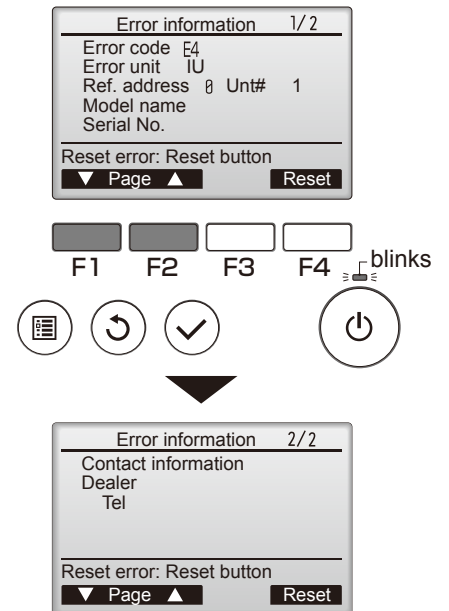 Error information 1/2
Error code E4
Error unit IU
Ref. address 0 Unt# 1
Model name
Serial No.
Reset error: Reset button
▼ Page ▲ Reset
F1 F2 F3 F4 blinks
Error information 2/2
Contact information
Dealer
Tel
Reset error: Reset button
▼ Page ▲ Reset